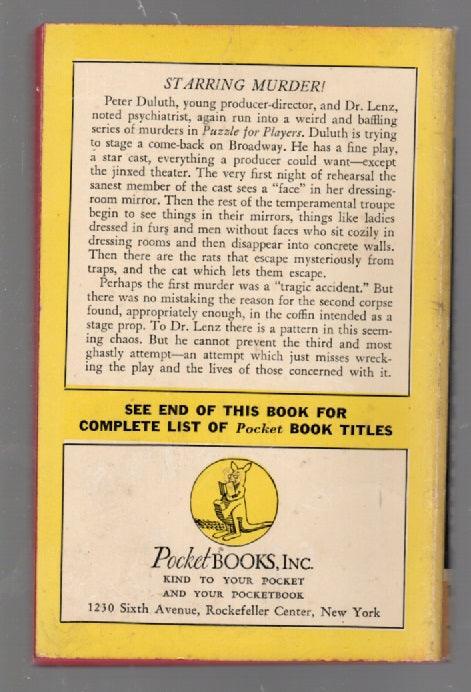 STARRING MURDER!
Peter Duluth, young producer-director, and Dr. Lenz,
noted psychiatrist, again run into a weird and baffling
series of murders in Puzzle for Players. Duluth is trying
to stage a come-back on Broadway. He has a fine play,
a star cast, everything a producer could want—except
the jinxed theater. The very first night of rehearsal the
sanest member of the cast sees a "face" in her dressing-
room mirror. Then the rest of the temperamental troupe
begin to see things in their mirrors, things like ladies
dressed in furs and men without faces who sit cozily in
dressing rooms and then disappear into concrete walls.
Then there are the rats that escape mysteriously from
traps, and the cat which lets them escape.
Perhaps the first murder was a "tragic accident." But
there was no mistaking the reason for the second corpse
found, appropriately enough, in the coffin intended as a
stage prop. To Dr. Lenz there is a pattern in this seem-
ing chaos. But he cannot prevent the third and most
ghastly attempt—an attempt which just misses wreck-
ing the play and the lives of those concerned with it.
SEE END OF THIS BOOK FOR
COMPLETE LIST OF Pocket BOOK TITLES
Pocket BOOKS, INC.
KIND TO YOUR POCKET
AND YOUR POCKETBOOK
1230 Sixth Avenue, Rockefeller Center, New York